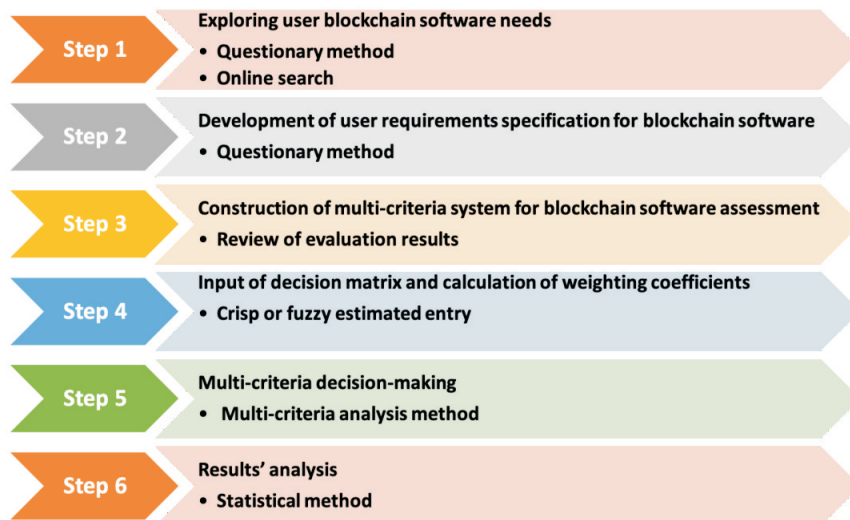 Step 1
Exploring user blockchain software needs
• Questionary method
• Online search
Step 2
Development of user requirements specification for blockchain software
• Questionary method
Step 3
Construction of multi-criteria system for blockchain software assessment
• Review of evaluation results
Step 4
Input of decision matrix and calculation of weighting coefficients
• Crisp or fuzzy estimated entry
Step 5
Multi-criteria decision-making
• Multi-criteria analysis method
Step 6
Results’ analysis
• Statistical method